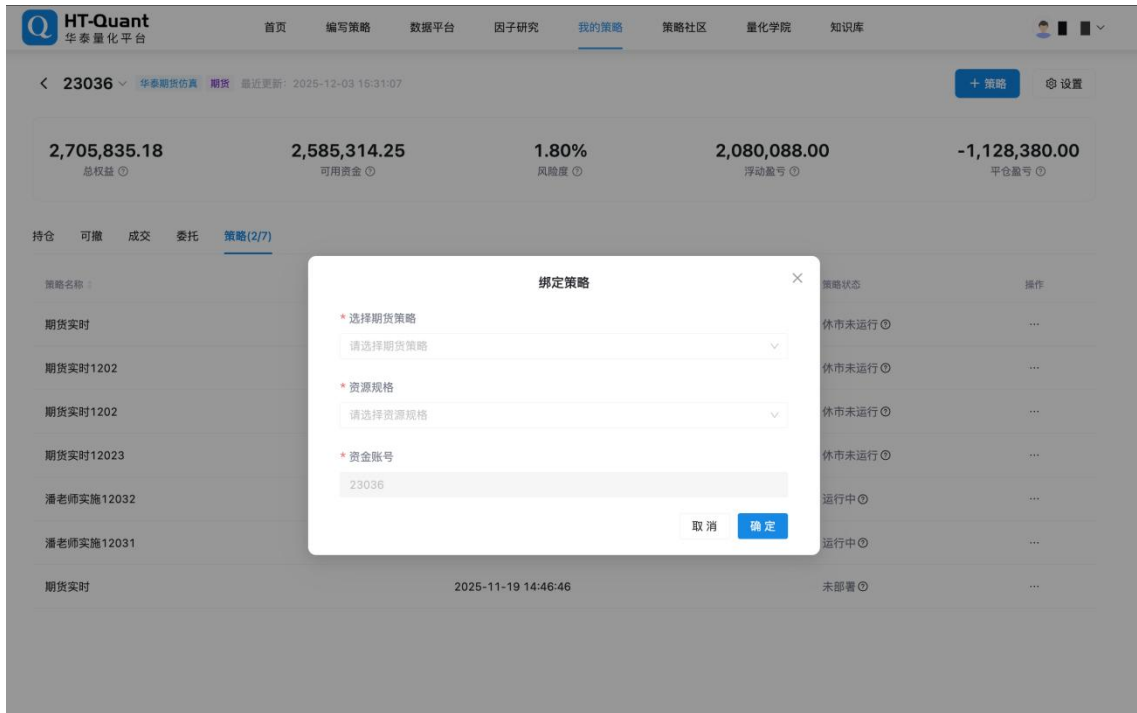 HT-Quant
华泰量化平台
首页 编写策略 数据平台 因子研究 我的策略 策略社区 量化学院 知识库
23036 华泰期货仿真 期货 最近更新: 2025-12-03 15:31:07
+ 策略 设置
2,705,835.18 2,585,314.25 1.80% 2,080,088.00 -1,128,380.00
总权益 可用资金 风险度 浮动盈亏 平仓盈亏
持仓 可撤 成交 委托 策略(2/7)
策略名称 策略状态 操作
绑定策略
期货实时 休市未运行 ...
* 选择期货策略
请选择期货策略
期货实时1202 休市未运行 ...
* 资源规格
期货实时1202 休市未运行 ...
请选择资源规格
期货实时12023 休市未运行 ...
* 资金账号
23036
潘老师实施12032 运行中 ...
取消 确定
潘老师实施12031 运行中 ...
期货实时 2025-11-19 14:46:46 未部署 ...